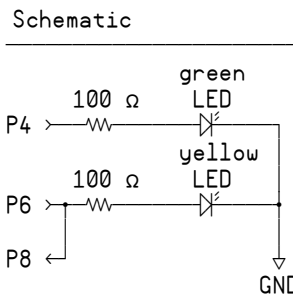 Schematic
green
100 Ω LED
P4
yellow
100 Ω LED
P6
P8
GND